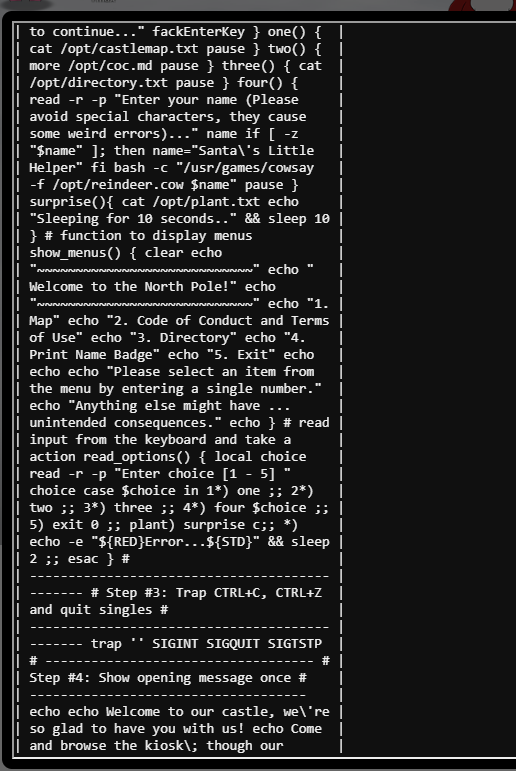 | to continue..." fackEnterKey } one() { |
| cat /opt/castlemap.txt pause } two() { |
| more /opt/coc.md pause } three() { cat |
| /opt/directory.txt pause } four() { |
| read -r -p "Enter your name (Please |
| avoid special characters, they cause |
| some weird errors)..." name if [ -z |
| "$name" ]; then name="Santa\'s Little |
| Helper" fi bash -c "/usr/games/cowsay |
| -f /opt/reindeer.cow $name" pause } |
| surprise(){ cat /opt/plant.txt echo |
| "Sleeping for 10 seconds.." && sleep 10 |
| } # function to display menus |
| show_menus() { clear echo |
| "~~~~~~~~~~~~~~~~~~~~~~~~~~~~" echo " |
| Welcome to the North Pole!" echo |
| "~~~~~~~~~~~~~~~~~~~~~~~~~~~~" echo "1. |
| Map" echo "2. Code of Conduct and Terms |
| of Use" echo "3. Directory" echo "4. |
| Print Name Badge" echo "5. Exit" echo |
| echo echo "Please select an item from |
| the menu by entering a single number." |
| echo "Anything else might have ... |
| unintended consequences." echo } # read |
| input from the keyboard and take a |
| action read_options() { local choice |
| read -r -p "Enter choice [1 - 5] " |
| choice case $choice in 1*) one ;; 2*) |
| two ;; 3*) three ;; 4*) four $choice ;; |
| 5) exit 0 ;; plant) surprise c;; *) |
| echo -e "${RED}Error...${STD}" && sleep |
| 2 ;; esac } # |
| --------------------------------------- |
| ------- # Step #3: Trap CTRL+C, CTRL+Z |
| and quit singles # |
| --------------------------------------- |
| ------- trap '' SIGINT SIGQUIT SIGTSTP |
| # ----------------------------------- # |
| Step #4: Show opening message once # |
| ------------------------------------ |
| echo echo Welcome to our castle, we\'re |
| so glad to have you with us! echo Come |
| and browse the kiosk\; though our |